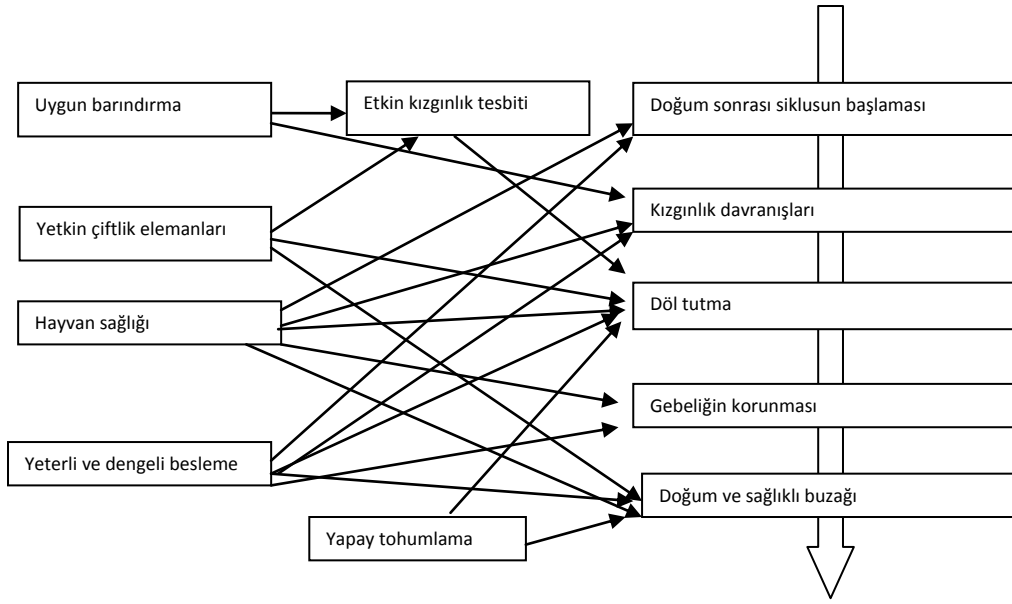 Uygun barındırma
Etkin kızgınlık tesbiti
Doğum sonrası siklusun başlaması
Yetkin çiftlik elemanları
Kızgınlık davranışları
Hayvan sağlığı
Döl tutma
Gebeliğin korunması
Yeterli ve dengeli besleme
Doğum ve sağlıklı buzağı
Yapay tohumlama